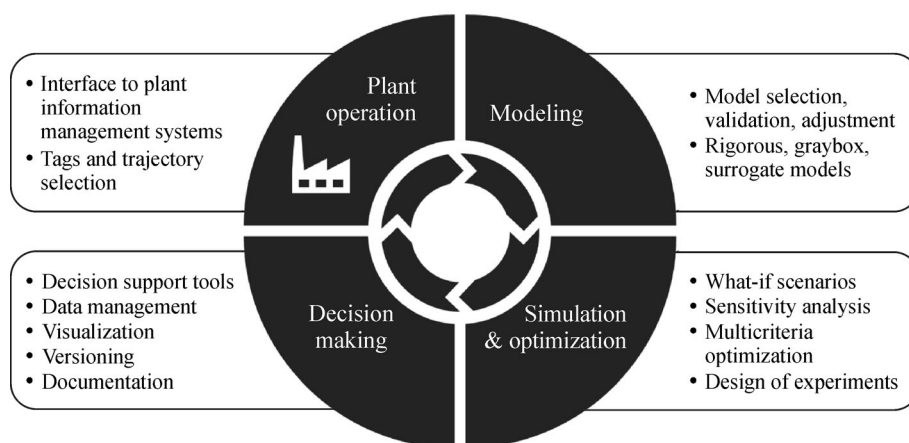 • Interface to plant
information
management systems
• Tags and trajectory
selection
Plant
operation
Modeling
• Model selection,
validation, adjustment
• Rigorous, graybox,
surrogate models
• Decision support tools
• Data management
• Visualization
• Versioning
• Documentation
Decision
making
Simulation
& optimization
• What-if scenarios
• Sensitivity analysis
• Multicriteria
optimization
• Design of experiments